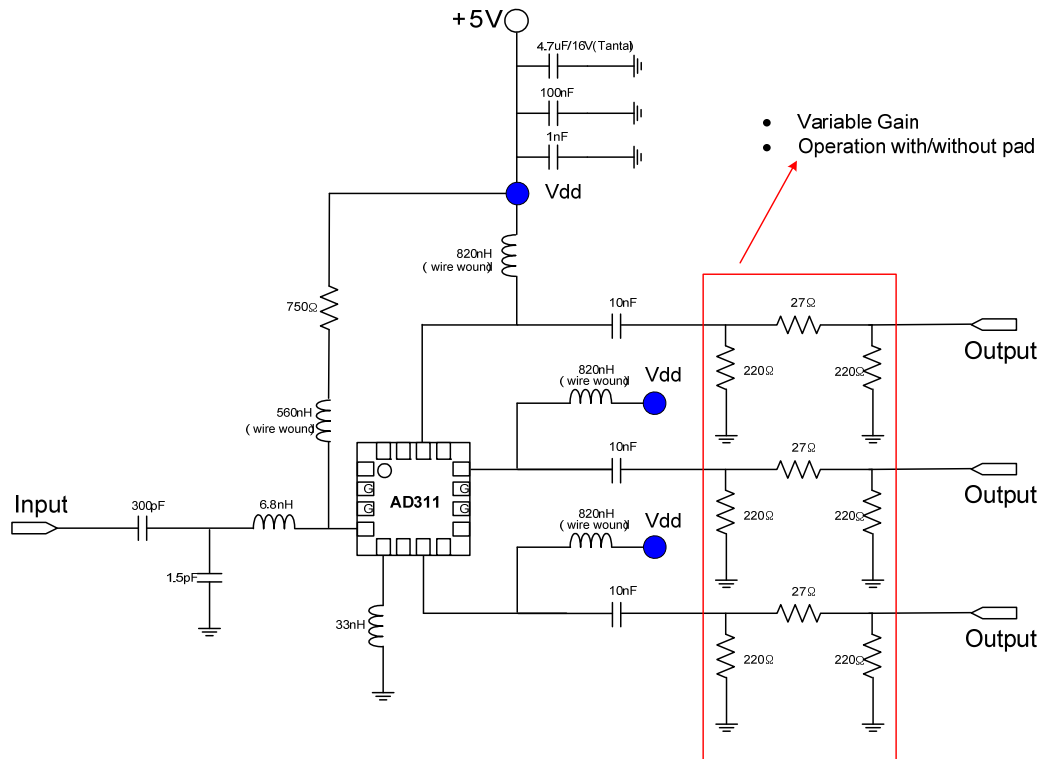 +5V
4.7uF/16V(Tantal)
100nF
1nF
• Variable Gain
• Operation with/without pad
Vdd
820nH
( wire wound)
750Ω
10nF
27Ω
Output
220Ω
220Ω
820nH
( wire wound)
Vdd
560nH
( wire wound)
10nF
27Ω
Output
G
G
AD311
G
G
Input
300pF
6.8nH
220Ω
220Ω
820nH
( wire wound)
Vdd
1.5pF
10nF
27Ω
33nH
Output
220Ω
220Ω